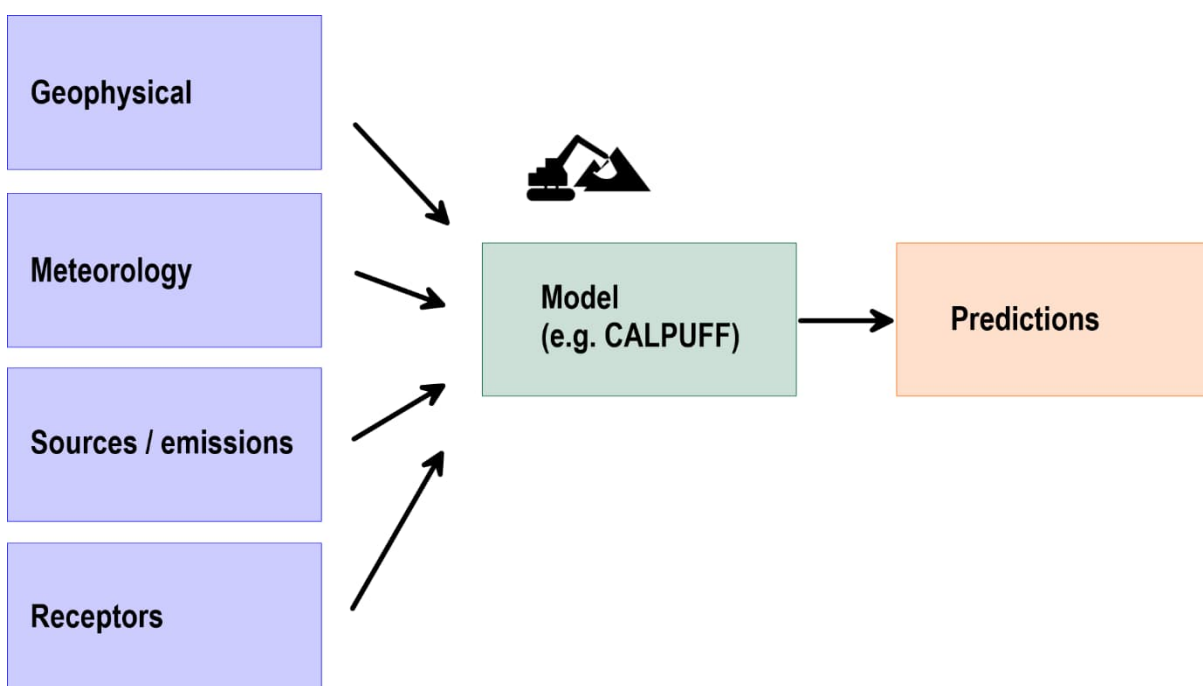 Geophysical
Meteorology
Sources / emissions
Receptors
Model
(e.g. CALPUFF)
Predictions